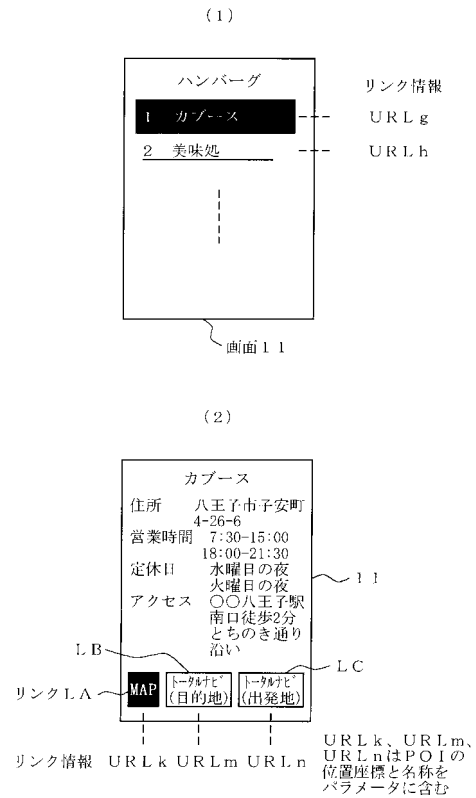 (1)
ハンバーグ
リンク情報
1 カブース
URLg
2 美味処
URLh
画面11
(2)
カブース
住所 八王子市子安町
4-26-6
営業時間 7:30-15:00
18:00-21:30
定休日 水曜日の夜
火曜日の夜
11
アクセス 〇〇八王子駅
南口徒歩2分
とちのき通り
沿い
LB
LC
リンクLA
MAP
トータルナビ
(目的地)
トータルナビ
(出発地)
リンク情報 URLk URLm URLn
URLk、URLm、
URLnはPOIの
位置座標と名称を
パラメータに含む